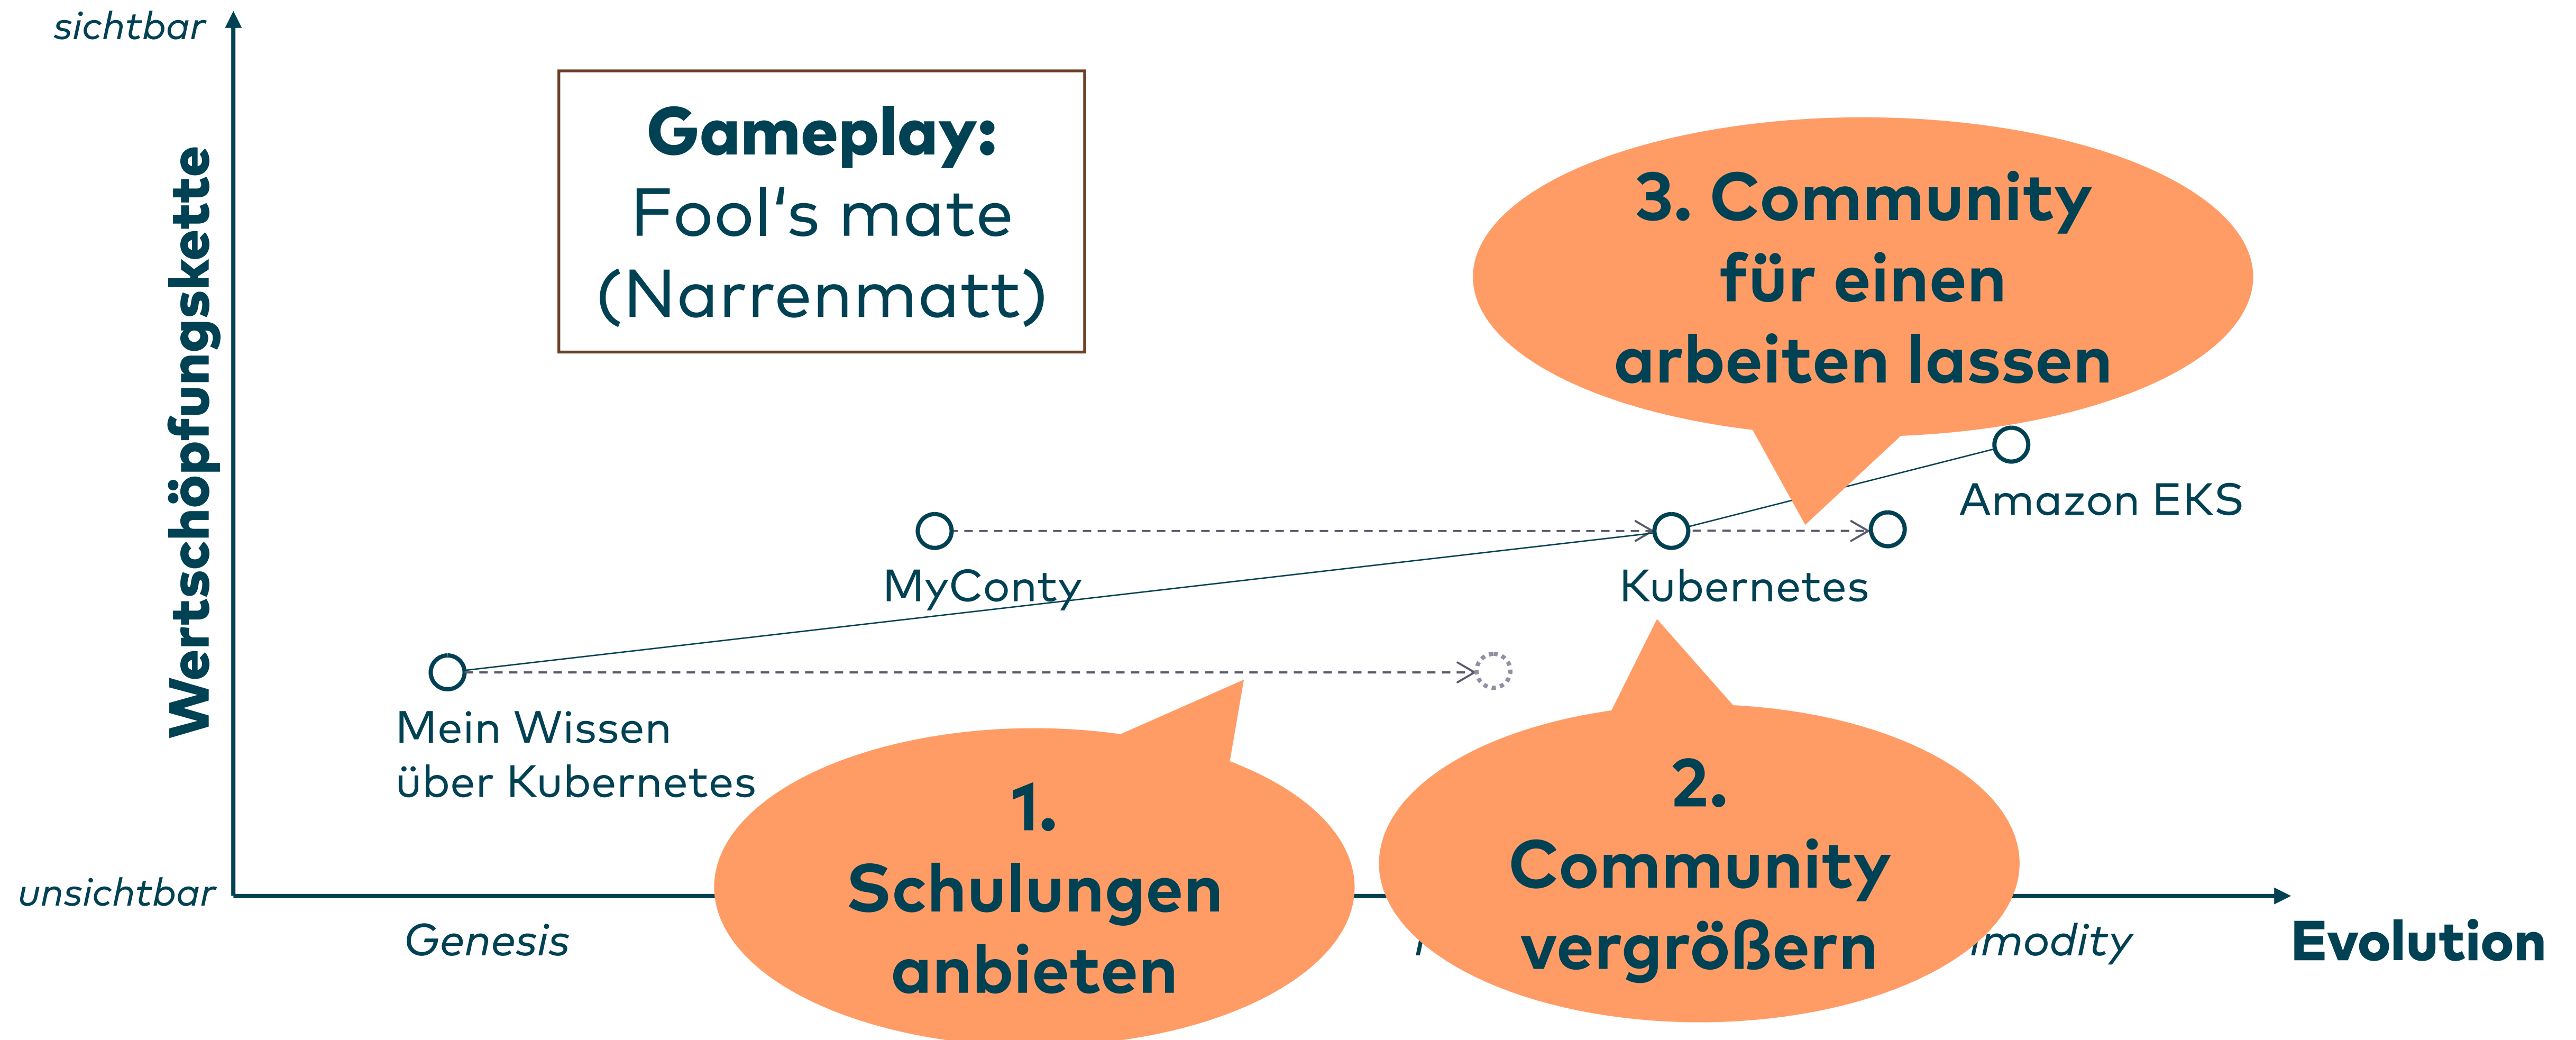 sichtbar
Wertschöpfungskette
Gameplay:
Fool‘s mate
(Narrenmatt)
3. Community
für einen
arbeiten lassen
Amazon EKS
MyConty
Kubernetes
Mein Wissen
über Kubernetes
1.
Schulungen
anbieten
2.
Community
vergrößern
unsichtbar
Genesis
modity
Evolution